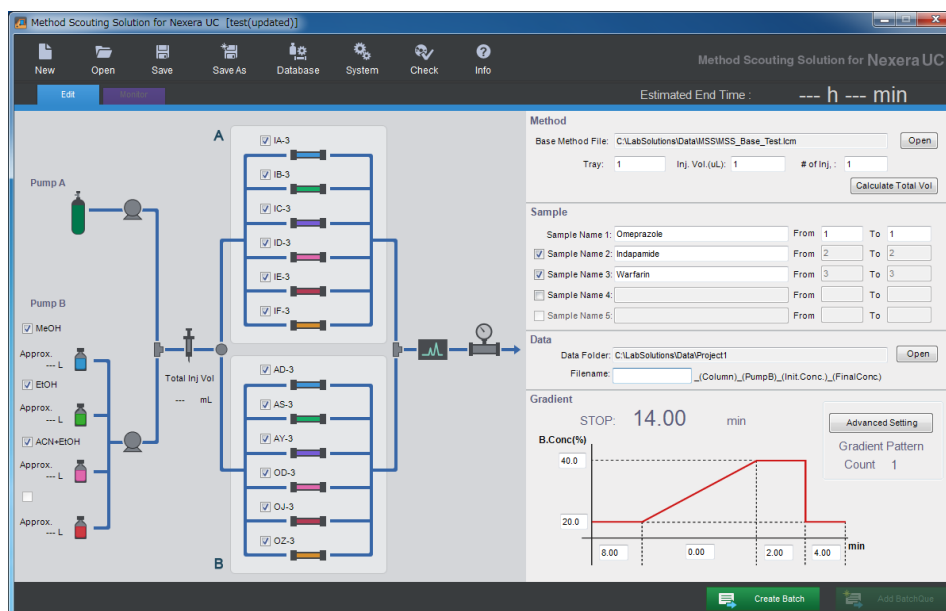 Method Scouting Solution for Nexera UC [test(updated)]
New Open Save Save As Database System Check Info
Method Scouting Solution for Nexera UC
Edit Monitor
Estimated End Time : --- h --- min
A
IA-3
IB-3
IC-3
ID-3
IE-3
IF-3
Pump A
Pump B
MeOH
Approx.
--- L
EtOH
Approx.
--- L
ACN+EtOH
Approx.
--- L
Approx.
--- L
Total Inj Vol
--- mL
AD-3
AS-3
AY-3
OD-3
OJ-3
OZ-3
B
Method
Base Method File: C:\LabSolutions\Data\MSS\MSS_Base_Test.lcm Open
Tray: 1 Inj. Vol.(uL): 1 # of Inj, : 1
Calculate Total Vol
Sample
Sample Name 1: Omeprazole From 1 To 1
Sample Name 2: Indapamide From 2 To 2
Sample Name 3: Warfarin From 3 To 3
Sample Name 4: From To
Sample Name 5: From To
Data
Data Folder: C:\LabSolutions\Data\Project1 Open
Filename: _(Column)_(PumpB)_(Init.Conc.)_(FinalConc.)
Gradient
STOP: 14.00 min
Advanced Setting
Gradient Pattern
Count 1
B.Conc(%)
40.0
20.0
8.00 0.00 2.00 4.00 min
Create Batch Add BatchQue